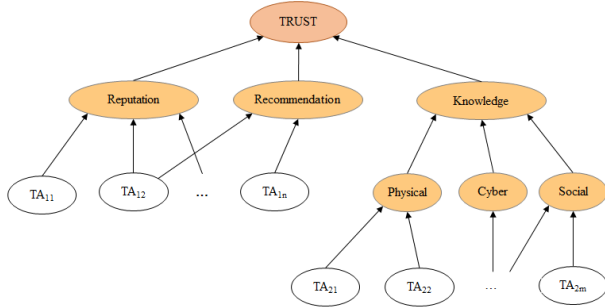 TRUST
Reputation
Recommendation
Knowledge
TA₁₁
TA₁₂
...
TA₁ₙ
Physical
Cyber
Social
TA₂₁
TA₂₂
...
TA₂ₘ